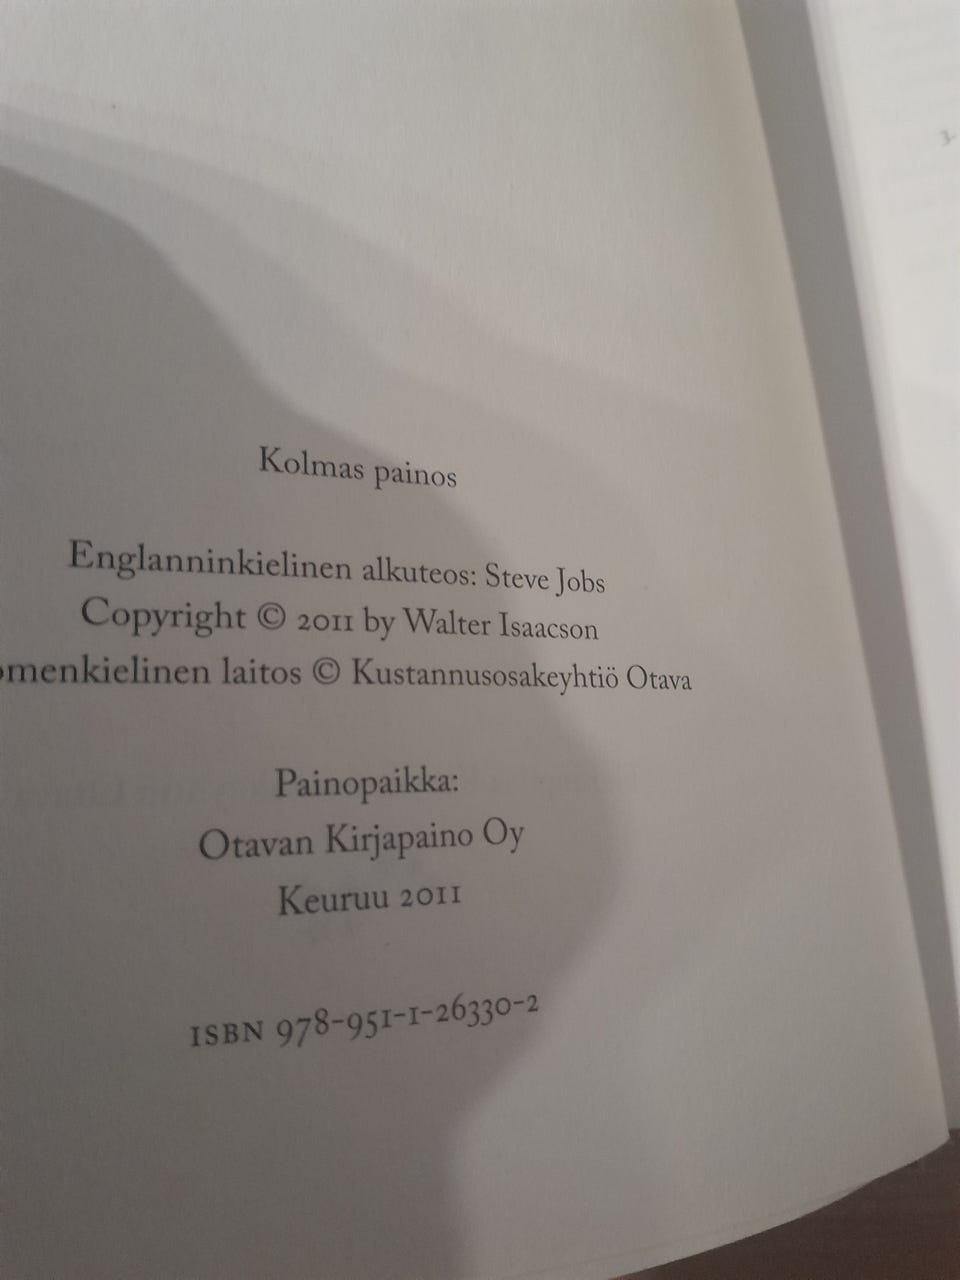 Kolmas painos
Englanninkielinen alkuteos: Steve Jobs
Copyright © 2011 by Walter Isaacson
omenkielinen laitos © Kustannusosakeyhtiö Otava
Painopaikka:
Otavan Kirjapaino Oy
Keuruu 2011
ISBN 978-951-1-26330-2